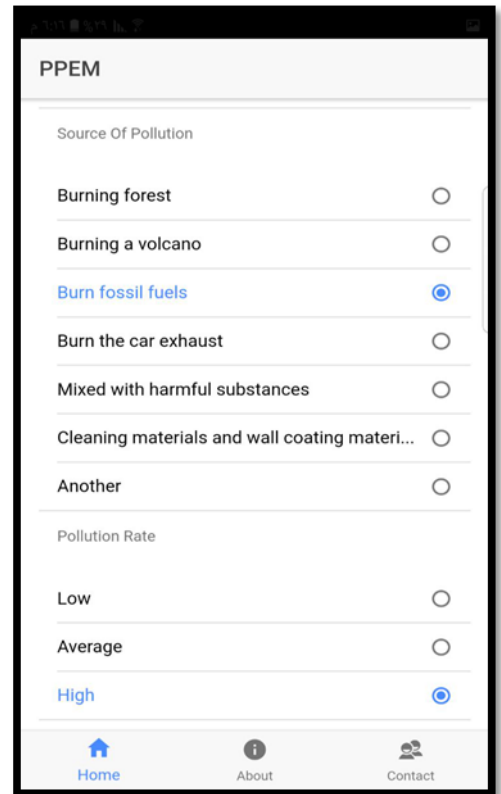 PPEM
Source Of Pollution
Burning forest
Burning a volcano
Burn fossil fuels
Burn the car exhaust
Mixed with harmful substances
Cleaning materials and wall coating materi...
Another
Pollution Rate
Low
Average
High
Home
About
Contact